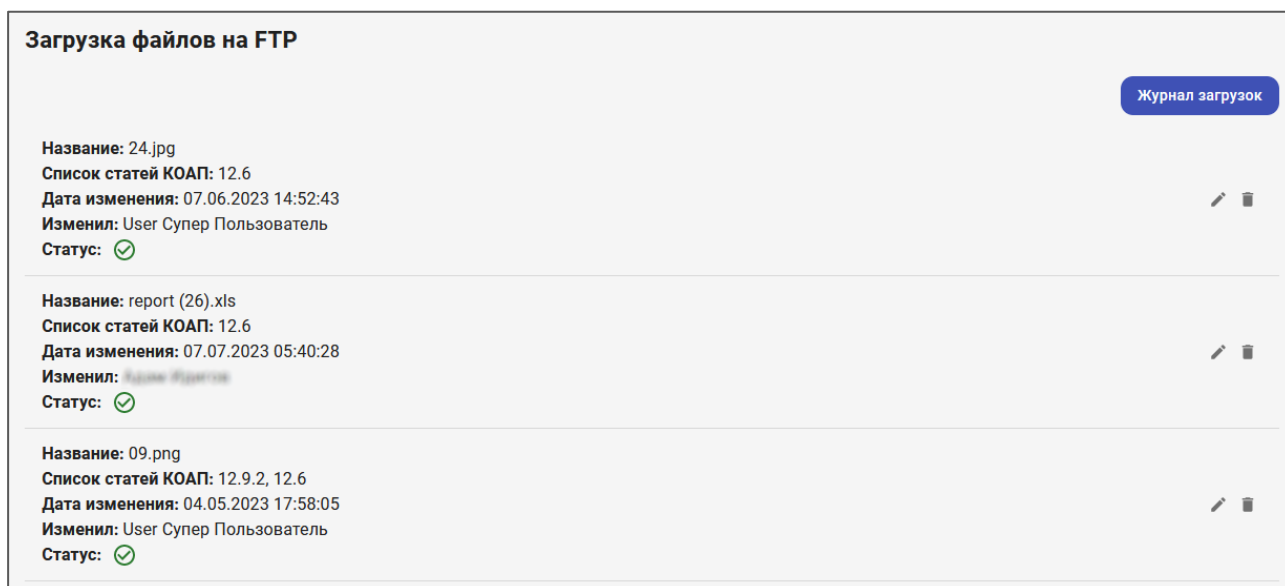 Загрузка файлов на FTP
Журнал загрузок
Название: 24.jpg
Список статей КОАП: 12.6
Дата изменения: 07.06.2023 14:52:43
Изменил: User Супер Пользователь
Статус:
Название: report (26).xls
Список статей КОАП: 12.6
Дата изменения: 07.07.2023 05:40:28
Изменил:
Статус:
Название: 09.png
Список статей КОАП: 12.9.2, 12.6
Дата изменения: 04.05.2023 17:58:05
Изменил: User Супер Пользователь
Статус: